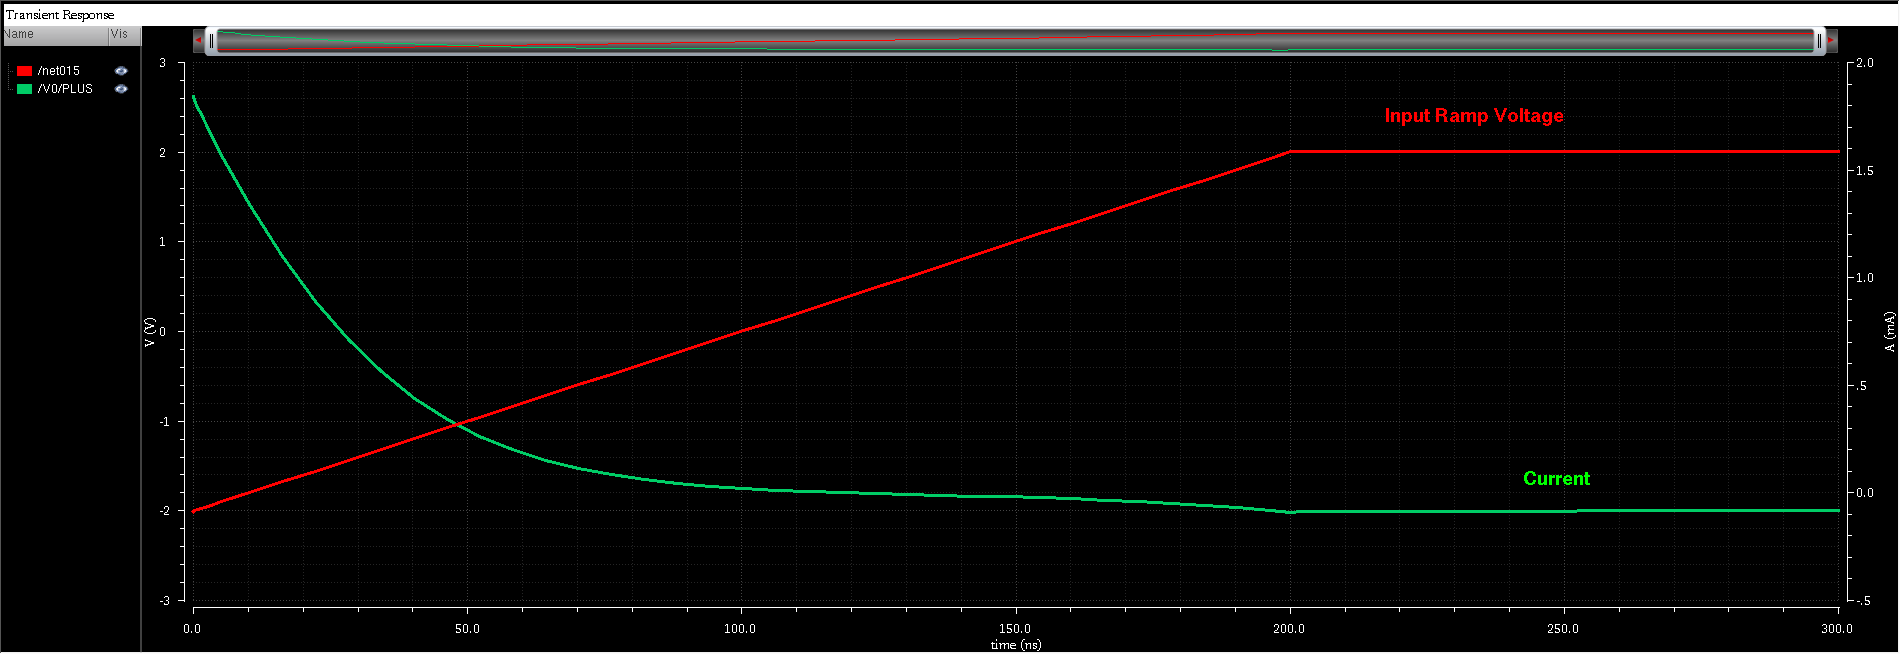 Transient Response
Name Vis
/net015
/V0/PLUS
Input Ramp Voltage
Current
V (V)
3
2
1
0
-1
-2
-3
A (mA)
2.0
1.5
1.0
.5
0.0
-.5
0.0 50.0 100.0 150.0 200.0 250.0 300.0
time (ns)